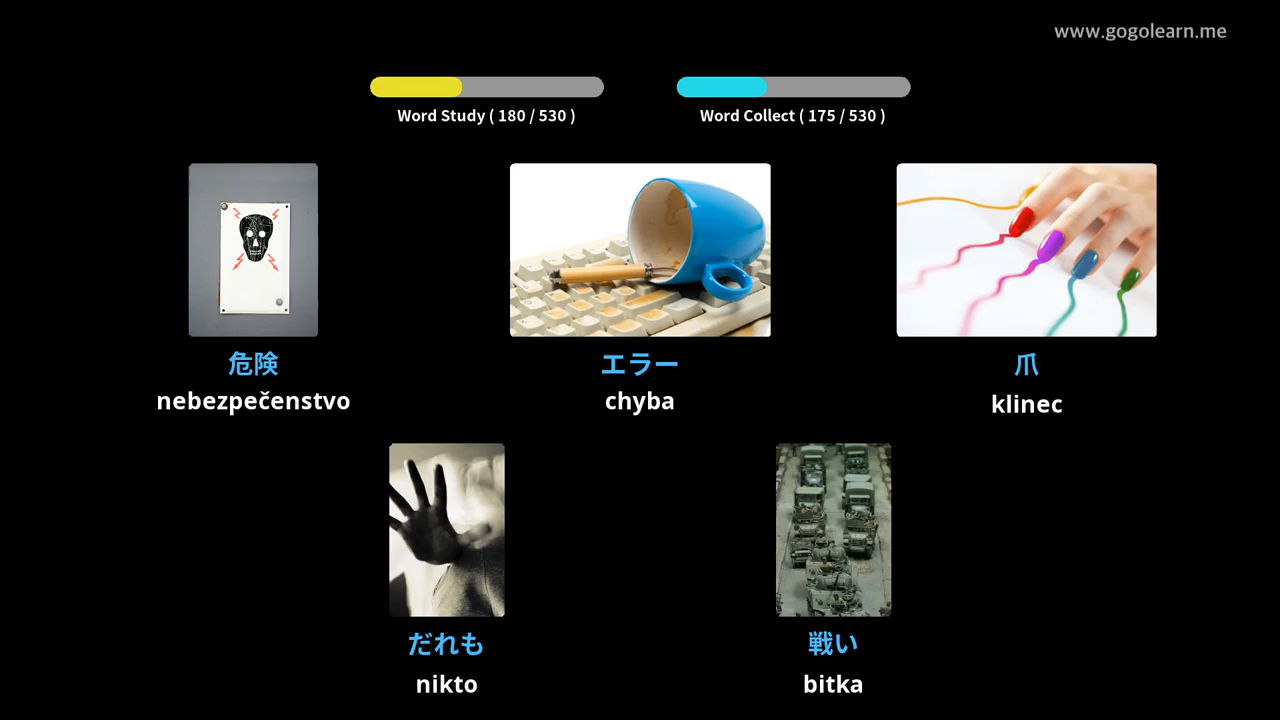 www.gogolearn.me
Word Study ( 180 / 530 )
Word Collect ( 175 / 530 )
危険
nebezpečenstvo
エラー
chyba
爪
klinec
だれも
nikto
戦い
bitka